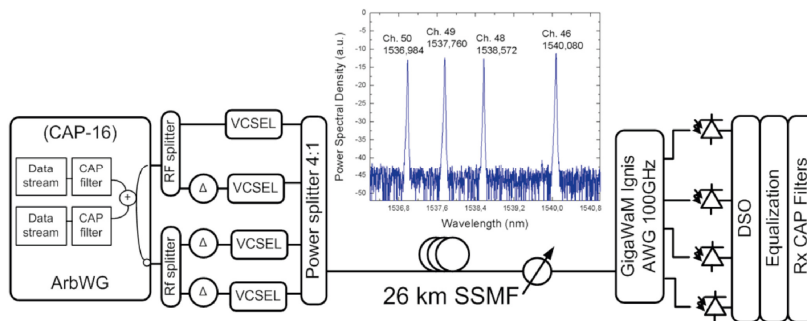 (CAP-16)
Data
stream
CAP
filter
+
Data
stream
CAP
filter
ArbWG
RF splitter
Rf splitter
Δ
Δ
Δ
VCSEL
VCSEL
VCSEL
VCSEL
Power splitter 4:1
Power Spectral Density (a.u.)
0
-5
-10
-15
-20
-25
-30
-35
-40
-45
-50
Ch. 50
1536,984
Ch. 49
1537,760
Ch. 48
1538,572
Ch. 46
1540,080
1536,8
1537,6
1538,4
1539,2
1540,0
1540,8
Wavelength (nm)
26 km SSMF
GigaWaM Ignis
AWG 100GHz
DSO
Equalization
Rx CAP Filters